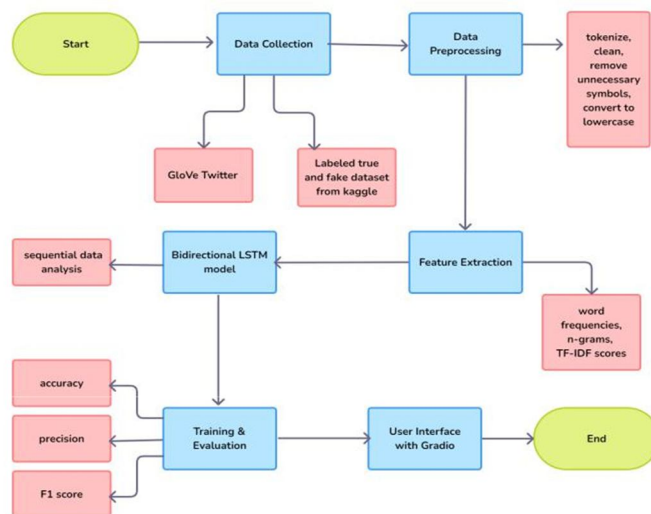 Start
Data Collection
Data
Preprocessing
tokenize,
clean,
remove
unnecessary
symbols,
convert to
lowercase
GloVe Twitter
Labeled true
and fake dataset
from kaggle
sequential data
analysis
Bidirectional LSTM
model
Feature Extraction
word
frequencies,
n-grams,
TF-IDF scores
accuracy
precision
F1 score
Training &
Evaluation
User Interface
with Gradio
End